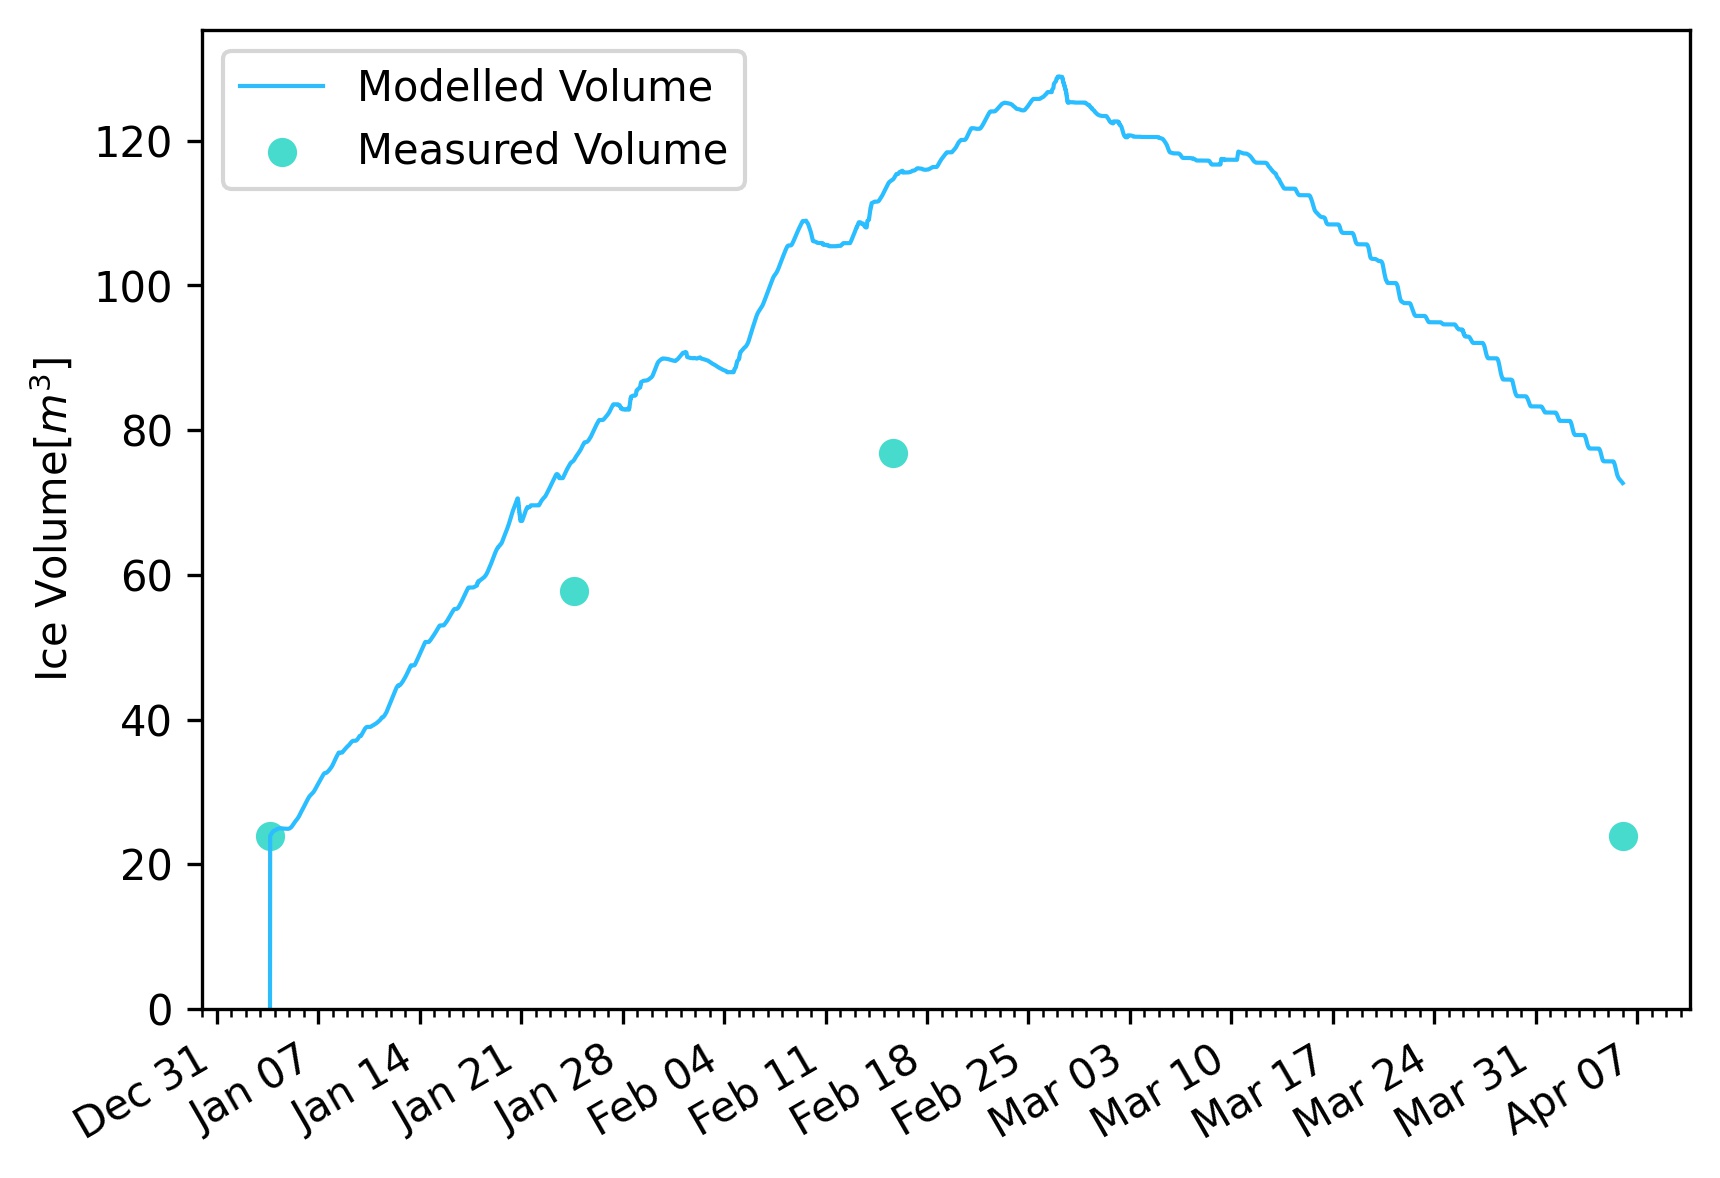 Modelled Volume
Measured Volume
120
100
80
60
40
20
0
Ice Volume[m³]
Dec 31
Jan 07
Jan 14
Jan 21
Jan 28
Feb 04
Feb 11
Feb 18
Feb 25
Mar 03
Mar 10
Mar 17
Mar 24
Mar 31
Apr 07